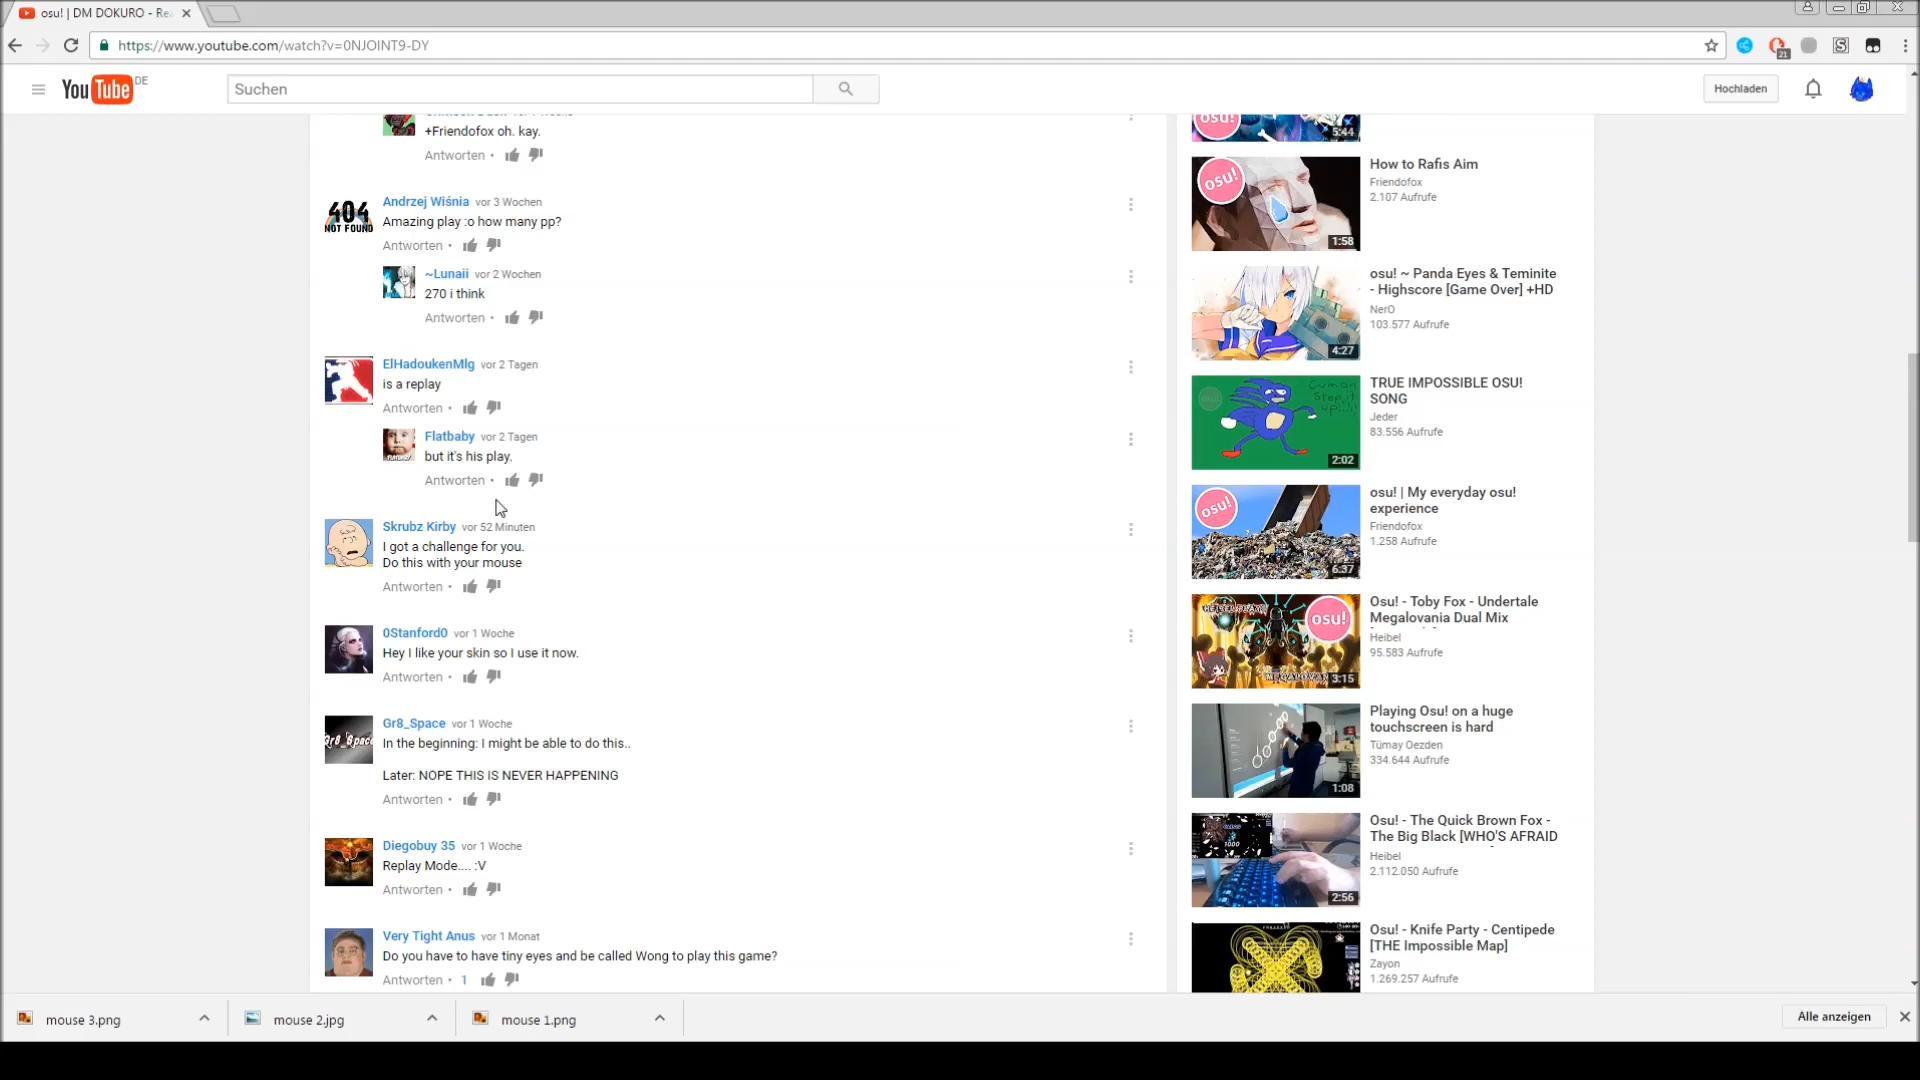 osu! | DM DOKURO - Re
https://www.youtube.com/watch?v=0NJOINT9-DY
21
YouTube DE
Suchen
Hochladen
+Friendofox oh. kay.
Antworten •
404
NOT FOUND
Andrzej Wiśnia vor 3 Wochen
Amazing play :o how many pp?
Antworten •
~Lunaii vor 2 Wochen
270 i think
Antworten •
ElHadoukenMlg vor 2 Tagen
is a replay
Antworten •
Flatbaby vor 2 Tagen
but it's his play.
Antworten •
Skrubz Kirby vor 52 Minuten
I got a challenge for you.
Do this with your mouse
Antworten •
0Stanford0 vor 1 Woche
Hey I like your skin so I use it now.
Antworten •
Gr8_Space
Gr8_Space vor 1 Woche
In the beginning: I might be able to do this..
Later: NOPE THIS IS NEVER HAPPENING
Antworten •
Diegobuy 35 vor 1 Woche
Replay Mode.... :V
Antworten •
Very Tight Anus vor 1 Monat
Do you have to have tiny eyes and be called Wong to play this game?
Antworten • 1
osu!
5:44
osu!
1:58
How to Rafis Aim
Friendofox
2.107 Aufrufe
4:27
osu! ~ Panda Eyes & Teminite
- Highscore [Game Over] +HD
NerO
103.577 Aufrufe
2:02
TRUE IMPOSSIBLE OSU!
SONG
Jeder
83.556 Aufrufe
osu!
6:37
osu! | My everyday osu!
experience
Friendofox
1.258 Aufrufe
osu!
3:15
Osu! - Toby Fox - Undertale
Megalovania Dual Mix
Heibel
95.583 Aufrufe
1:08
Playing Osu! on a huge
touchscreen is hard
Tümay Oezden
334.644 Aufrufe
2:56
Osu! - The Quick Brown Fox -
The Big Black [WHO'S AFRAID
Heibel
2.112.050 Aufrufe
Osu! - Knife Party - Centipede
[THE Impossible Map]
Zayon
1.269.257 Aufrufe
mouse 3.png
mouse 2.jpg
mouse 1.png
Alle anzeigen